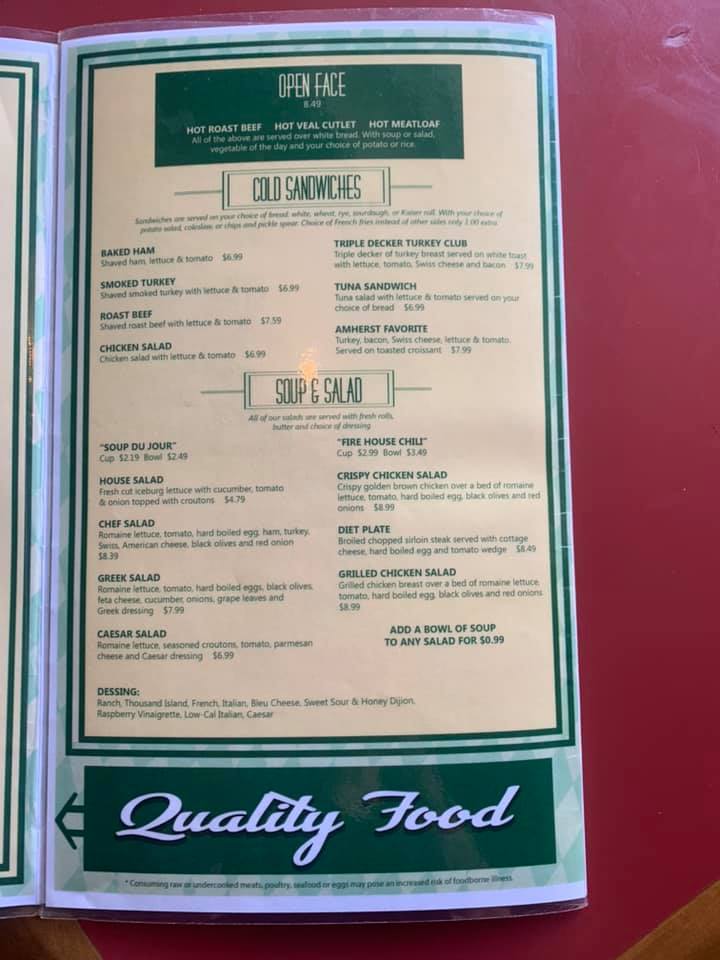 OPEN FACE
8.49
HOT ROAST BEEF HOT VEAL CUTLET HOT MEATLOAF
All of the above are served over white bread. With soup or salad,
vegetable of the day and your choice of potato or rice.
COLD SANDWICHES
Sandwiches are served on your choice of bread: white, wheat, rye, sourdough, or Kaiser roll. With your choice of
potato salad, coleslaw, or chips and pickle spear. Choice of French fries instead of other sides only 1.00 extra.
BAKED HAM
Shaved ham, lettuce & tomato $6.99
SMOKED TURKEY
Shaved smoked turkey with lettuce & tomato $6.99
ROAST BEEF
Shaved roast beef with lettuce & tomato $7.59
CHICKEN SALAD
Chicken salad with lettuce & tomato $6.99
TRIPLE DECKER TURKEY CLUB
Triple decker of turkey breast served on white toast
with lettuce, tomato, Swiss cheese and bacon $7.99
TUNA SANDWICH
Tuna salad with lettuce & tomato served on your
choice of bread $6.99
AMHERST FAVORITE
Turkey, bacon, Swiss cheese, lettuce & tomato.
Served on toasted croissant $7.99
SOUP & SALAD
All of our salads are served with fresh rolls,
butter and choice of dressing
"SOUP DU JOUR"
Cup $2.19 Bowl $2.49
HOUSE SALAD
Fresh cut iceburg lettuce with cucumber, tomato
& onion topped with croutons $4.79
CHEF SALAD
Romaine lettuce, tomato, hard boiled egg, ham, turkey,
Swiss, American cheese, black olives and red onion
$8.39
GREEK SALAD
Romaine lettuce, tomato, hard boiled eggs, black olives,
feta cheese, cucumber, onions, grape leaves and
Greek dressing $7.99
CAESAR SALAD
Romaine lettuce, seasoned croutons, tomato, parmesan
cheese and Caesar dressing $6.99
"FIRE HOUSE CHILI"
Cup $2.99 Bowl $3.49
CRISPY CHICKEN SALAD
Crispy golden brown chicken over a bed of romaine
lettuce, tomato, hard boiled egg, black olives and red
onions $8.99
DIET PLATE
Broiled chopped sirloin steak served with cottage
cheese, hard boiled egg and tomato wedge $8.49
GRILLED CHICKEN SALAD
Grilled chicken breast over a bed of romaine lettuce,
tomato, hard boiled egg, black olives and red onions
$8.99
ADD A BOWL OF SOUP
TO ANY SALAD FOR $0.99
DESSING:
Ranch, Thousand Island, French, Italian, Bleu Cheese, Sweet Sour & Honey Dijion,
Raspberry Vinaigrette, Low-Cal Italian, Caesar
Quality Food
* Consuming raw or undercooked meats, poultry, seafood or eggs may pose an increased risk of foodborne illness.